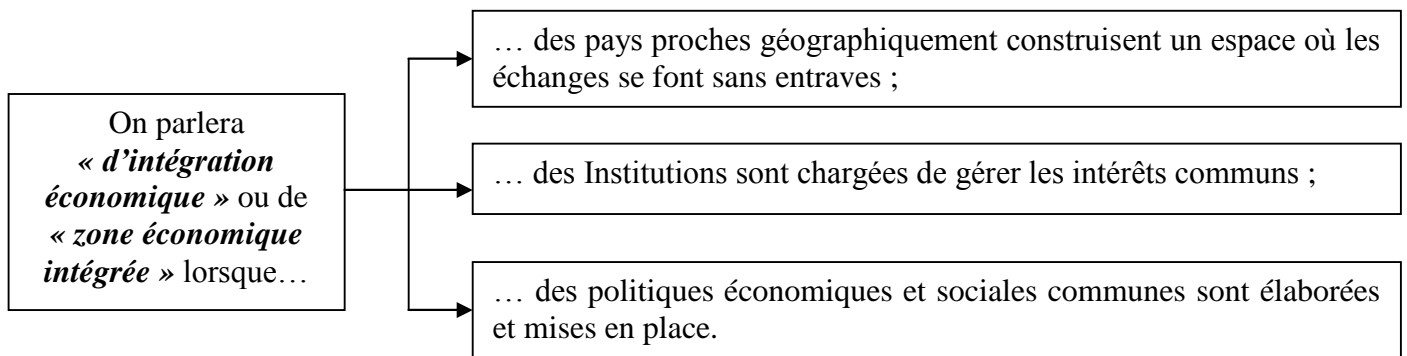 On parlera
« d'intégration
économique » ou de
« zone économique
intégrée » lorsque…
… des pays proches géographiquement construisent un espace où les
échanges se font sans entraves ;
… des Institutions sont chargées de gérer les intérêts communs ;
… des politiques économiques et sociales communes sont élaborées
et mises en place.